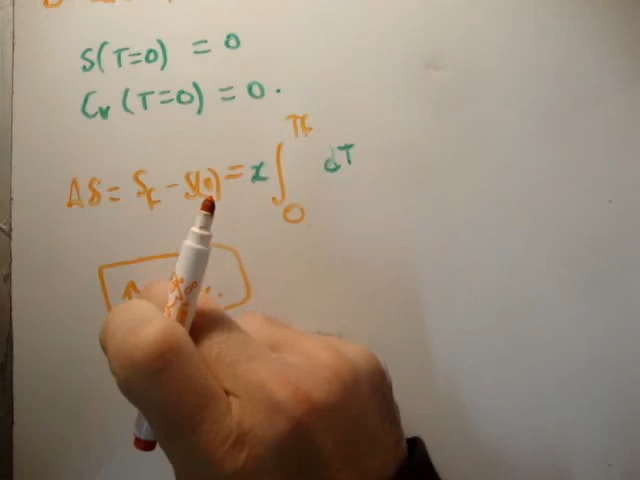 S(T=0) = 0
Cv (T=0) = 0.
ΔS = Sf - S(0) = x ∫ Tf 0 dT